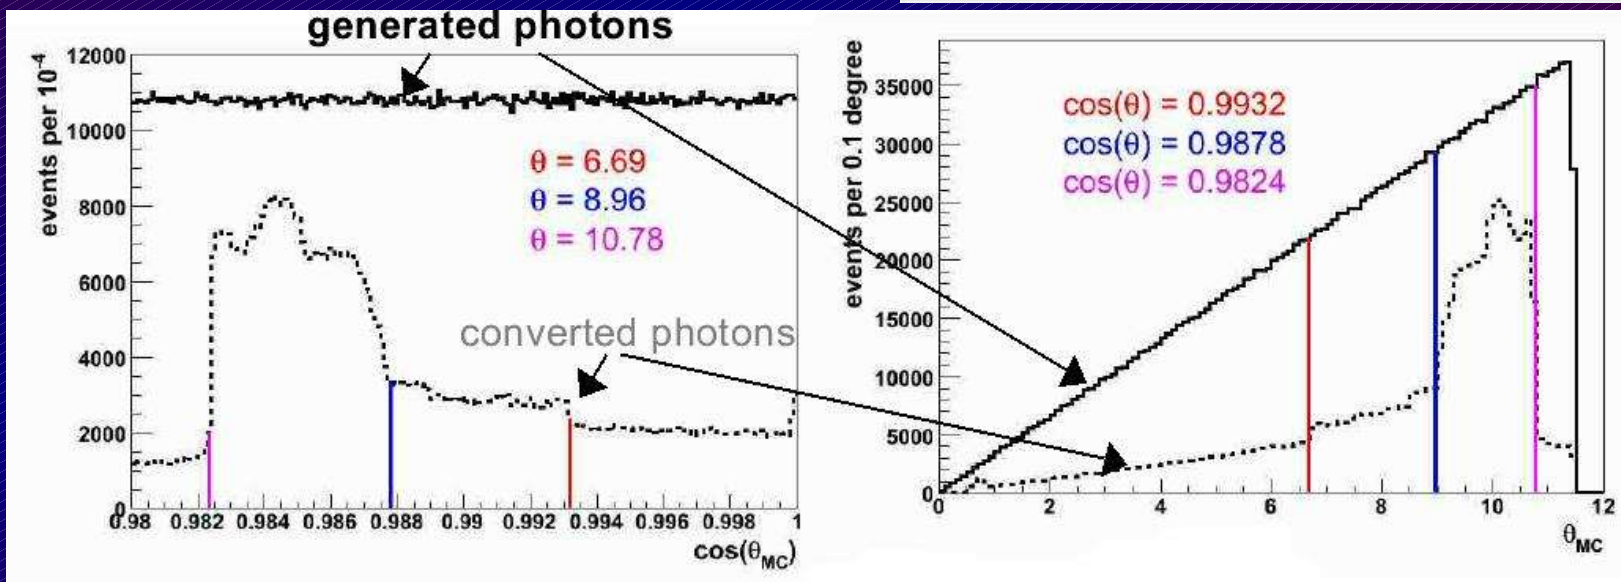 generated photons
events per 10⁻⁴
12000
10000
8000
6000
4000
2000
0
θ = 6.69
θ = 8.96
θ = 10.78
converted photons
0.98 0.982 0.984 0.986 0.988 0.99 0.992 0.994 0.996 0.998 1
cos(θMC)
events per 0.1 degree
35000
30000
25000
20000
15000
10000
5000
0
cos(θ) = 0.9932
cos(θ) = 0.9878
cos(θ) = 0.9824
0 2 4 6 8 10 12
θMC